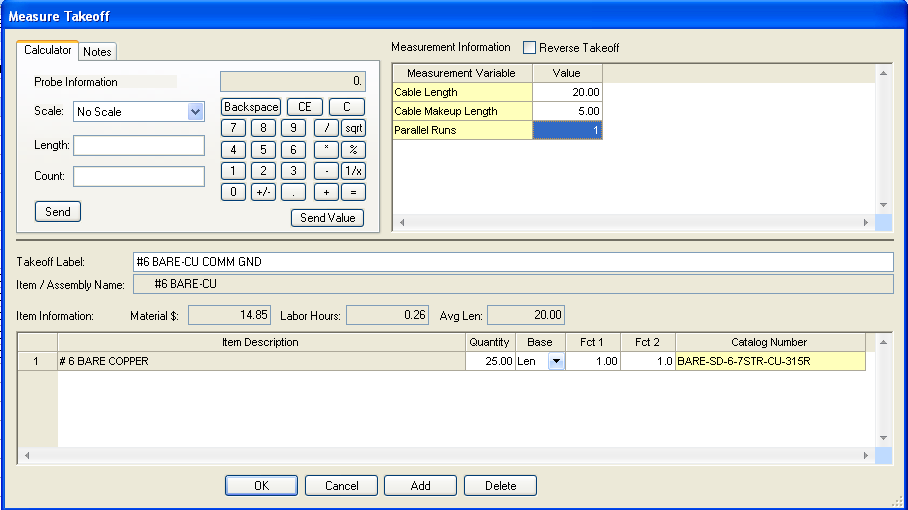 Measure Takeoff
Calculator Notes
Probe Information
0.
Scale: No Scale
Backspace CE C
7 8 9 / sqrt
Length:
4 5 6 * %
Count:
1 2 3 - 1/x
0 +/- . + =
Send
Send Value
Measurement Information Reverse Takeoff
Measurement Variable Value
Cable Length 20.00
Cable Makeup Length 5.00
Parallel Runs 1
Takeoff Label: #6 BARE-CU COMM GND
Item / Assembly Name: #6 BARE-CU
Item Information: Material $: 14.85 Labor Hours: 0.26 Avg Len: 20.00
Item Description Quantity Base Fct 1 Fct 2 Catalog Number
1 # 6 BARE COPPER 25.00 Len 1.00 1.0 BARE-SD-6-7STR-CU-315R
OK Cancel Add Delete